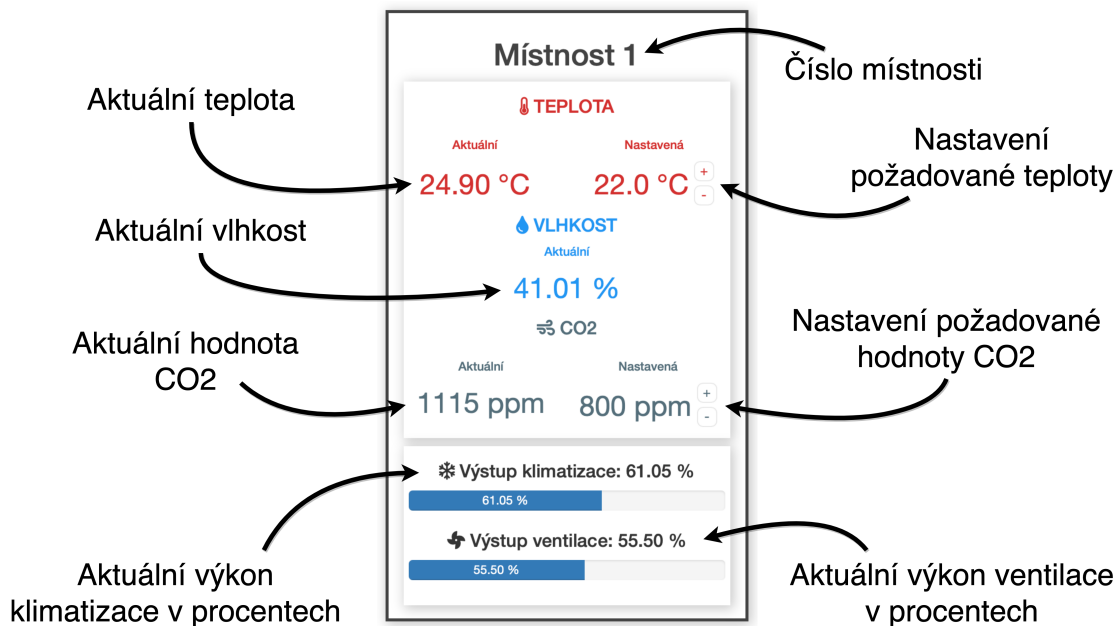 Místnost 1
Číslo místnosti
Aktuální teplota
TEPLOTA
Aktuální
Nastavená
24.90 °C
22.0 °C
+
-
Nastavení
požadované teploty
Aktuální vlhkost
VLHKOST
Aktuální
41.01 %
CO2
Aktuální hodnota
CO2
Aktuální
Nastavená
1115 ppm
800 ppm
+
-
Nastavení požadované
hodnoty CO2
Výstup klimatizace: 61.05 %
61.05 %
Výstup ventilace: 55.50 %
55.50 %
Aktuální výkon
klimatizace v procentech
Aktuální výkon ventilace
v procentech